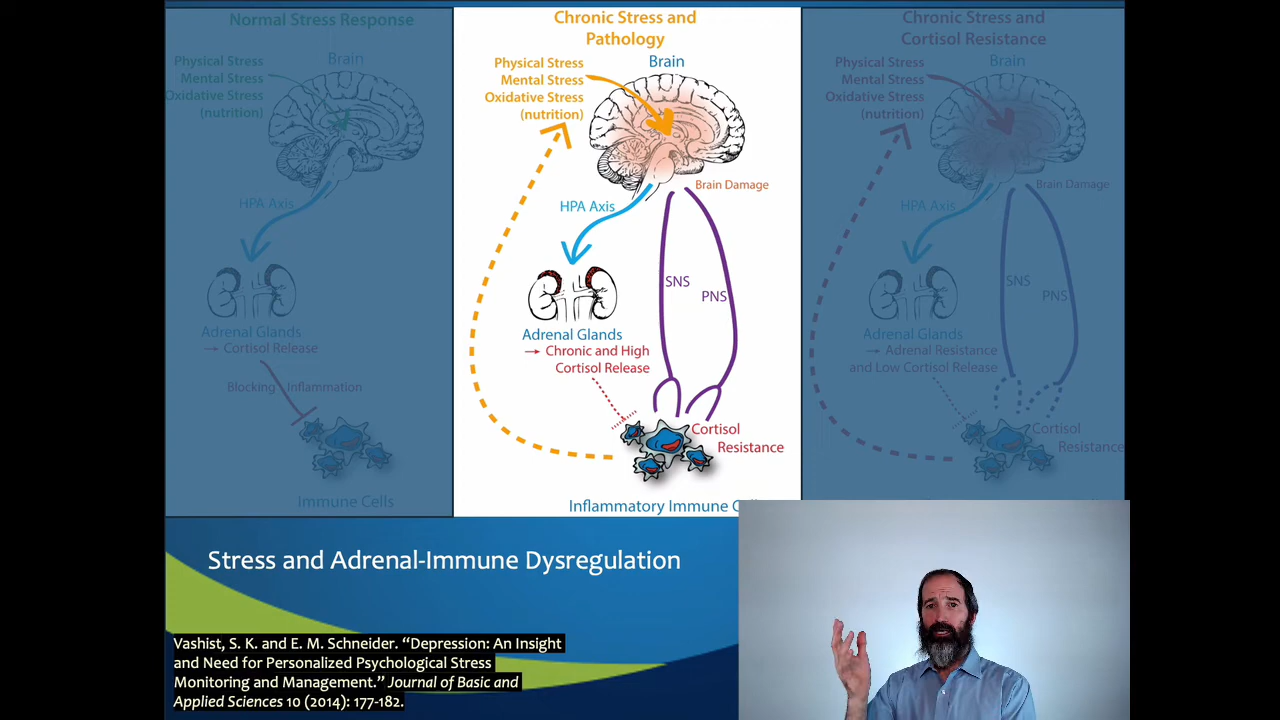 Normal Stress Response
Physical Stress
Mental Stress
Oxidative Stress
(nutrition)
Brain
HPA Axis
Adrenal Glands
→ Cortisol Release
Blocking Inflammation
Immune Cells
Chronic Stress and
Pathology
Physical Stress
Mental Stress
Oxidative Stress
(nutrition)
Brain
Brain Damage
HPA Axis
SNS
PNS
Adrenal Glands
→ Chronic and High
Cortisol Release
Cortisol
Resistance
Inflammatory Immune
Chronic Stress and
Cortisol Resistance
Physical Stress
Mental Stress
Oxidative Stress
(nutrition)
Brain
Brain Damage
HPA Axis
SNS
PNS
Adrenal Glands
→ Adrenal Resistance
and Low Cortisol Release
Cortisol
Resistance
Stress and Adrenal-Immune Dysregulation
Vashist, S. K. and E. M. Schneider. “Depression: An Insight
and Need for Personalized Psychological Stress
Monitoring and Management.” Journal of Basic and
Applied Sciences 10 (2014): 177-182.